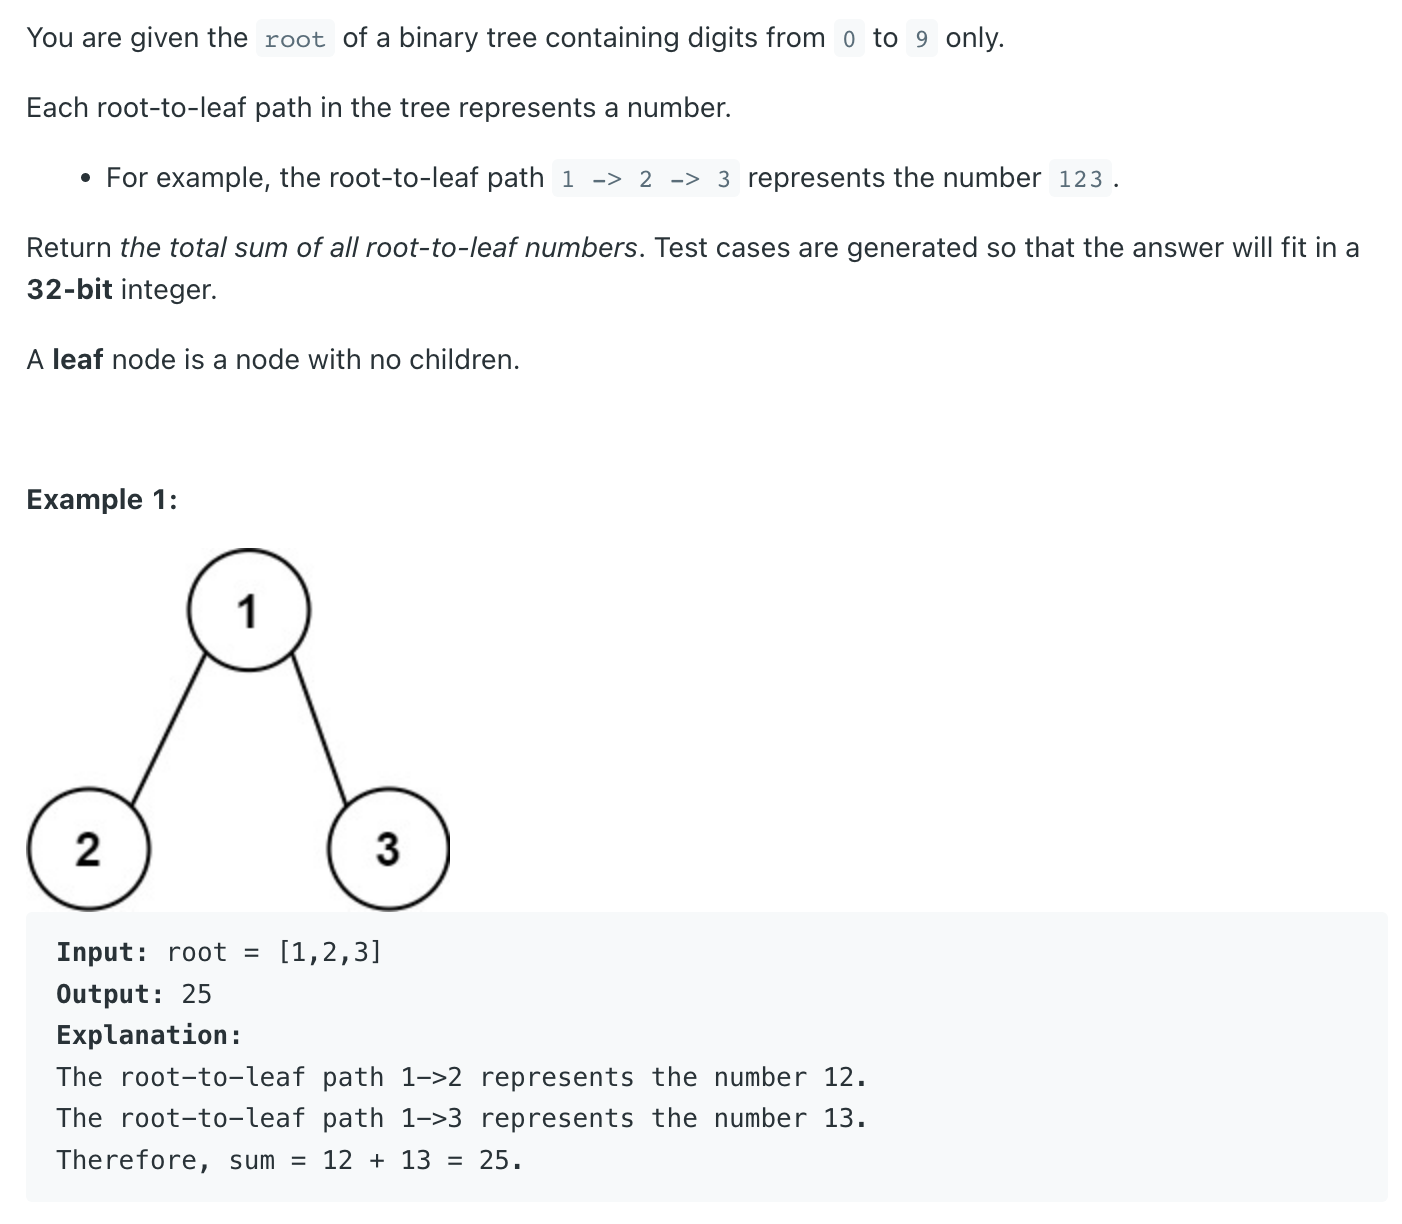 You are given the root of a binary tree containing digits from 0 to 9 only.
Each root-to-leaf path in the tree represents a number.
• For example, the root-to-leaf path 1 -> 2 -> 3 represents the number 123.
Return the total sum of all root-to-leaf numbers. Test cases are generated so that the answer will fit in a
32-bit integer.
A leaf node is a node with no children.
Example 1:
1
2 3
Input: root = [1,2,3]
Output: 25
Explanation:
The root-to-leaf path 1->2 represents the number 12.
The root-to-leaf path 1->3 represents the number 13.
Therefore, sum = 12 + 13 = 25.